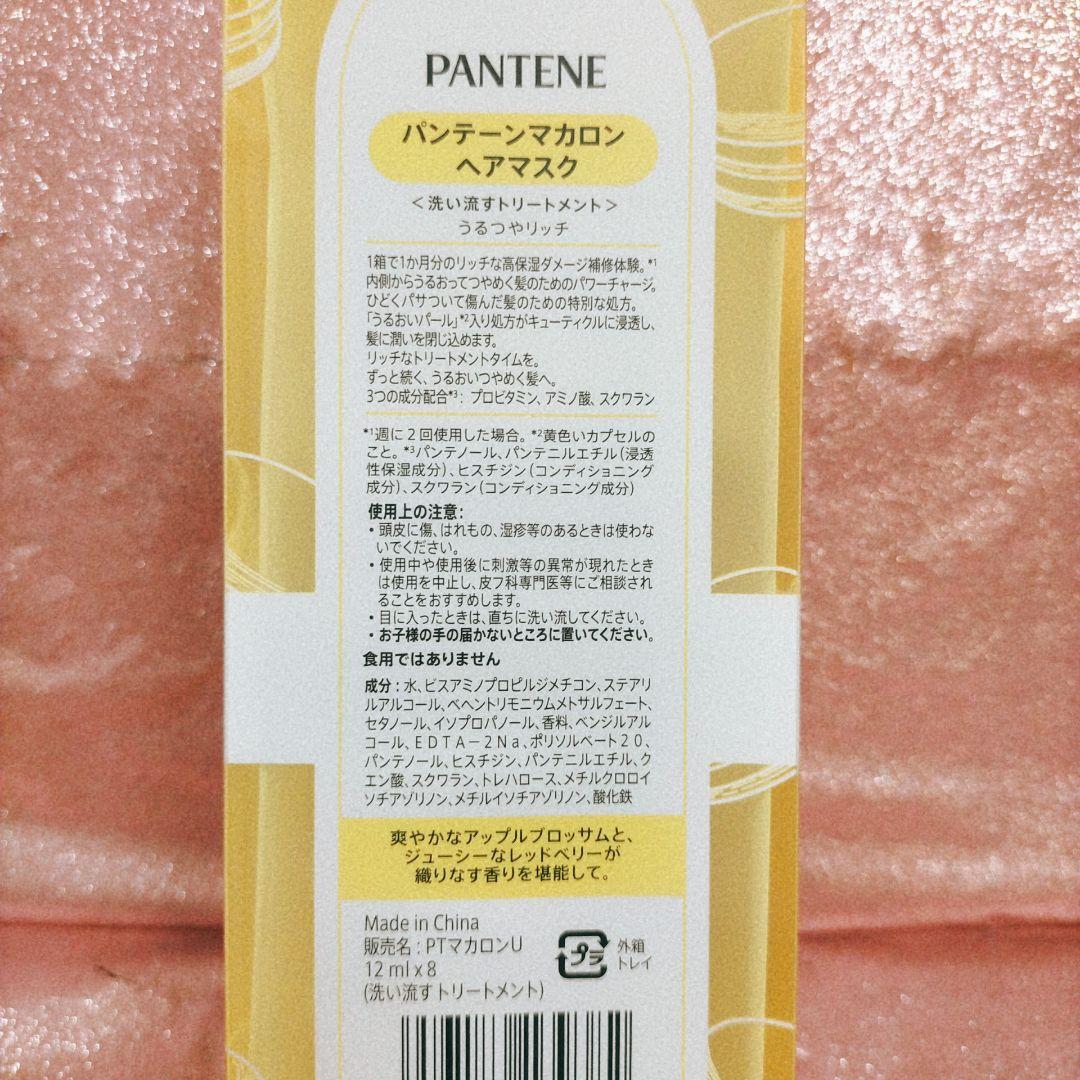 PANTENE
パンテーンマカロン
ヘアマスク
＜洗い流すトリートメント＞
うるつやリッチ
1箱で1か月分のリッチな高保湿ダメージ補修体験。*1
内側からうるおってつやめく髪のためのパワーチャージ。
ひどくパサついて傷んだ髪のための特別な処方。
「うるおいパール」*2入り処方がキューティクルに浸透し、
髪に潤いを閉じ込めます。
リッチなトリートメントタイムを。
ずっと続く、うるおいつやめく髪へ。
3つの成分配合*3： プロビタミン、アミノ酸、スクワラン
*1週に２回使用した場合。*2黄色いカプセルの
こと。*3パンテノール、パンテニルエチル（浸透
性保湿成分）、ヒスチジン（コンディショニング
成分）、スクワラン（コンディショニング成分）
使用上の注意：
・頭皮に傷、はれもの、湿疹等のあるときは使わな
いでください。
・使用中や使用後に刺激等の異常が現れたとき
は使用を中止し、皮フ科専門医等にご相談され
ることをおすすめします。
・目に入ったときは、直ちに洗い流してください。
・お子様の手の届かないところに置いてください。
食用ではありません
成分：水、ビスアミノプロピルジメチコン、ステアリ
ルアルコール、ベヘントリモニウムメトサルフェート、
セタノール、イソプロパノール、香料、ベンジルアル
コール、ＥＤＴＡ－２Ｎａ、ポリソルベート２０、
パンテノール、ヒスチジン、パンテニルエチル、ク
エン酸、スクワラン、トレハロース、メチルクロロイ
ソチアゾリノン、メチルイソチアゾリノン、酸化鉄
爽やかなアップルブロッサムと、
ジューシーなレッドベリーが
織りなす香りを堪能して。
Made in China
販売名：PTマカロンU
12 ml x 8
(洗い流すトリートメント)
プラ
外箱
トレイ